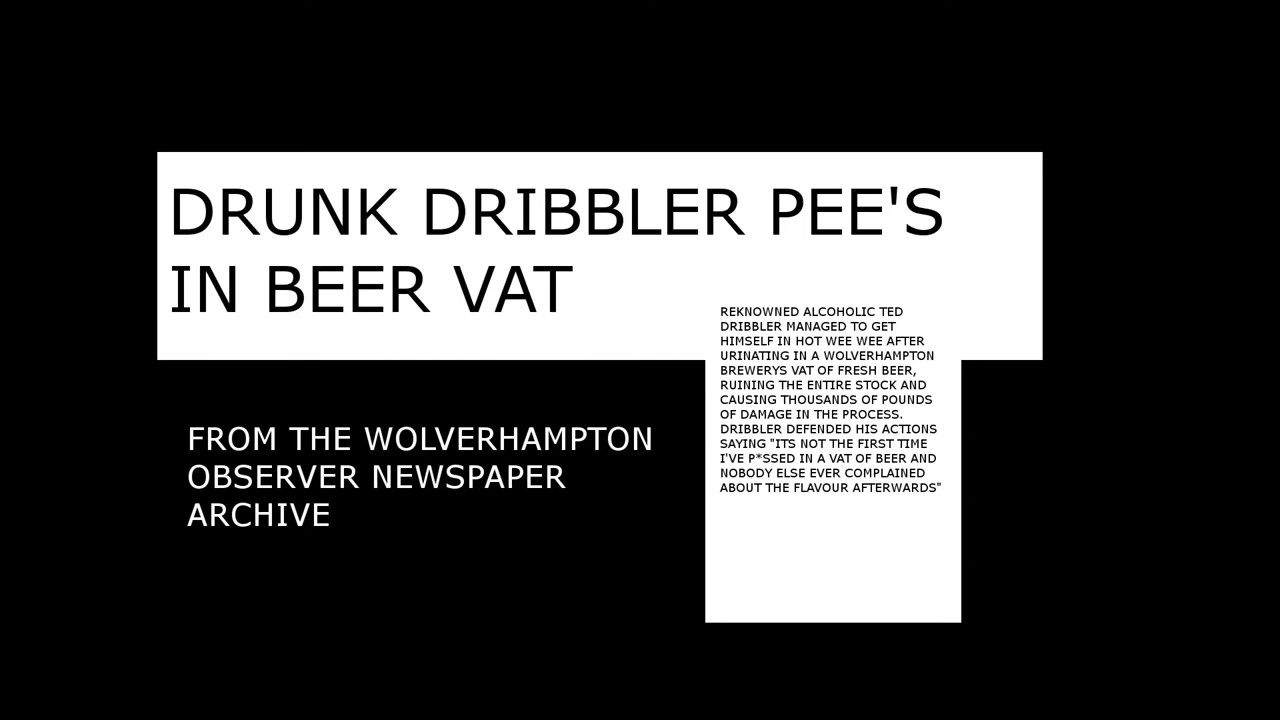 DRUNK DRIBBLER PEE'S
IN BEER VAT
REKNOWNED ALCOHOLIC TED
DRIBBLER MANAGED TO GET
HIMSELF IN HOT WEE WEE AFTER
URINATING IN A WOLVERHAMPTON
BREWERYS VAT OF FRESH BEER,
RUINING THE ENTIRE STOCK AND
CAUSING THOUSANDS OF POUNDS
OF DAMAGE IN THE PROCESS.
DRIBBLER DEFENDED HIS ACTIONS
SAYING "ITS NOT THE FIRST TIME
I'VE P*SSED IN A VAT OF BEER AND
NOBODY ELSE EVER COMPLAINED
ABOUT THE FLAVOUR AFTERWARDS"
FROM THE WOLVERHAMPTON
OBSERVER NEWSPAPER
ARCHIVE